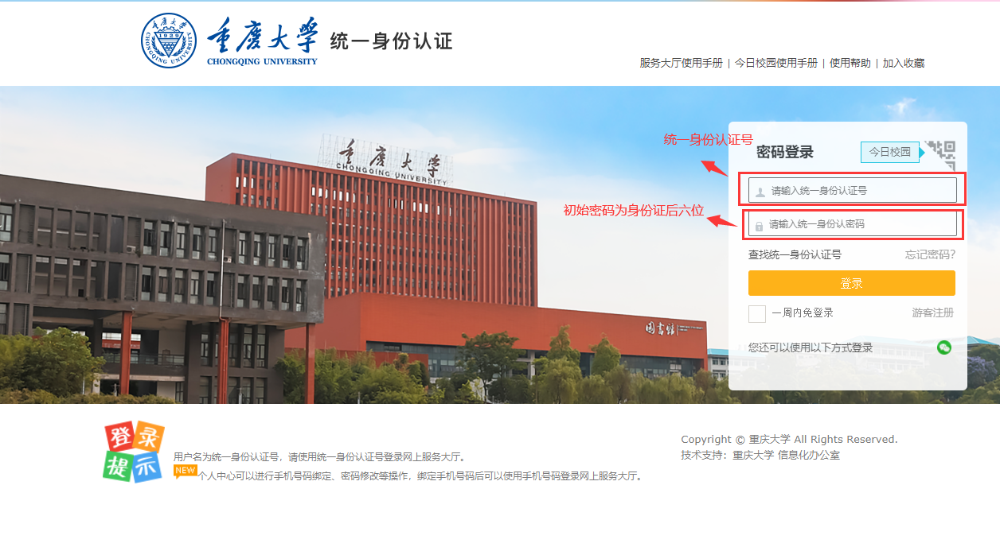 重庆大学 统一身份认证
1929
CHONGQING UNIVERSITY
CHONGQING UNIVERSITY
服务大厅使用手册 | 今日校园使用手册 | 使用帮助 | 加入收藏
重庆大学
CHONGQING UNIVERSITY
统一身份认证号
密码登录
今日校园
请输入统一身份认证号
初始密码为身份证后六位
请输入统一身份认密码
查找统一身份认证号 忘记密码?
登录
一周内免登录 游客注册
图书馆
您还可以使用以下方式登录
登录
提示
用户名为统一身份认证号，请使用统一身份认证号登录网上服务大厅。
NEW 个人中心可以进行手机号码绑定、密码修改等操作，绑定手机号码后可以使用手机号码登录网上服务大厅。
Copyright © 重庆大学 All Rights Reserved.
技术支持：重庆大学 信息化办公室